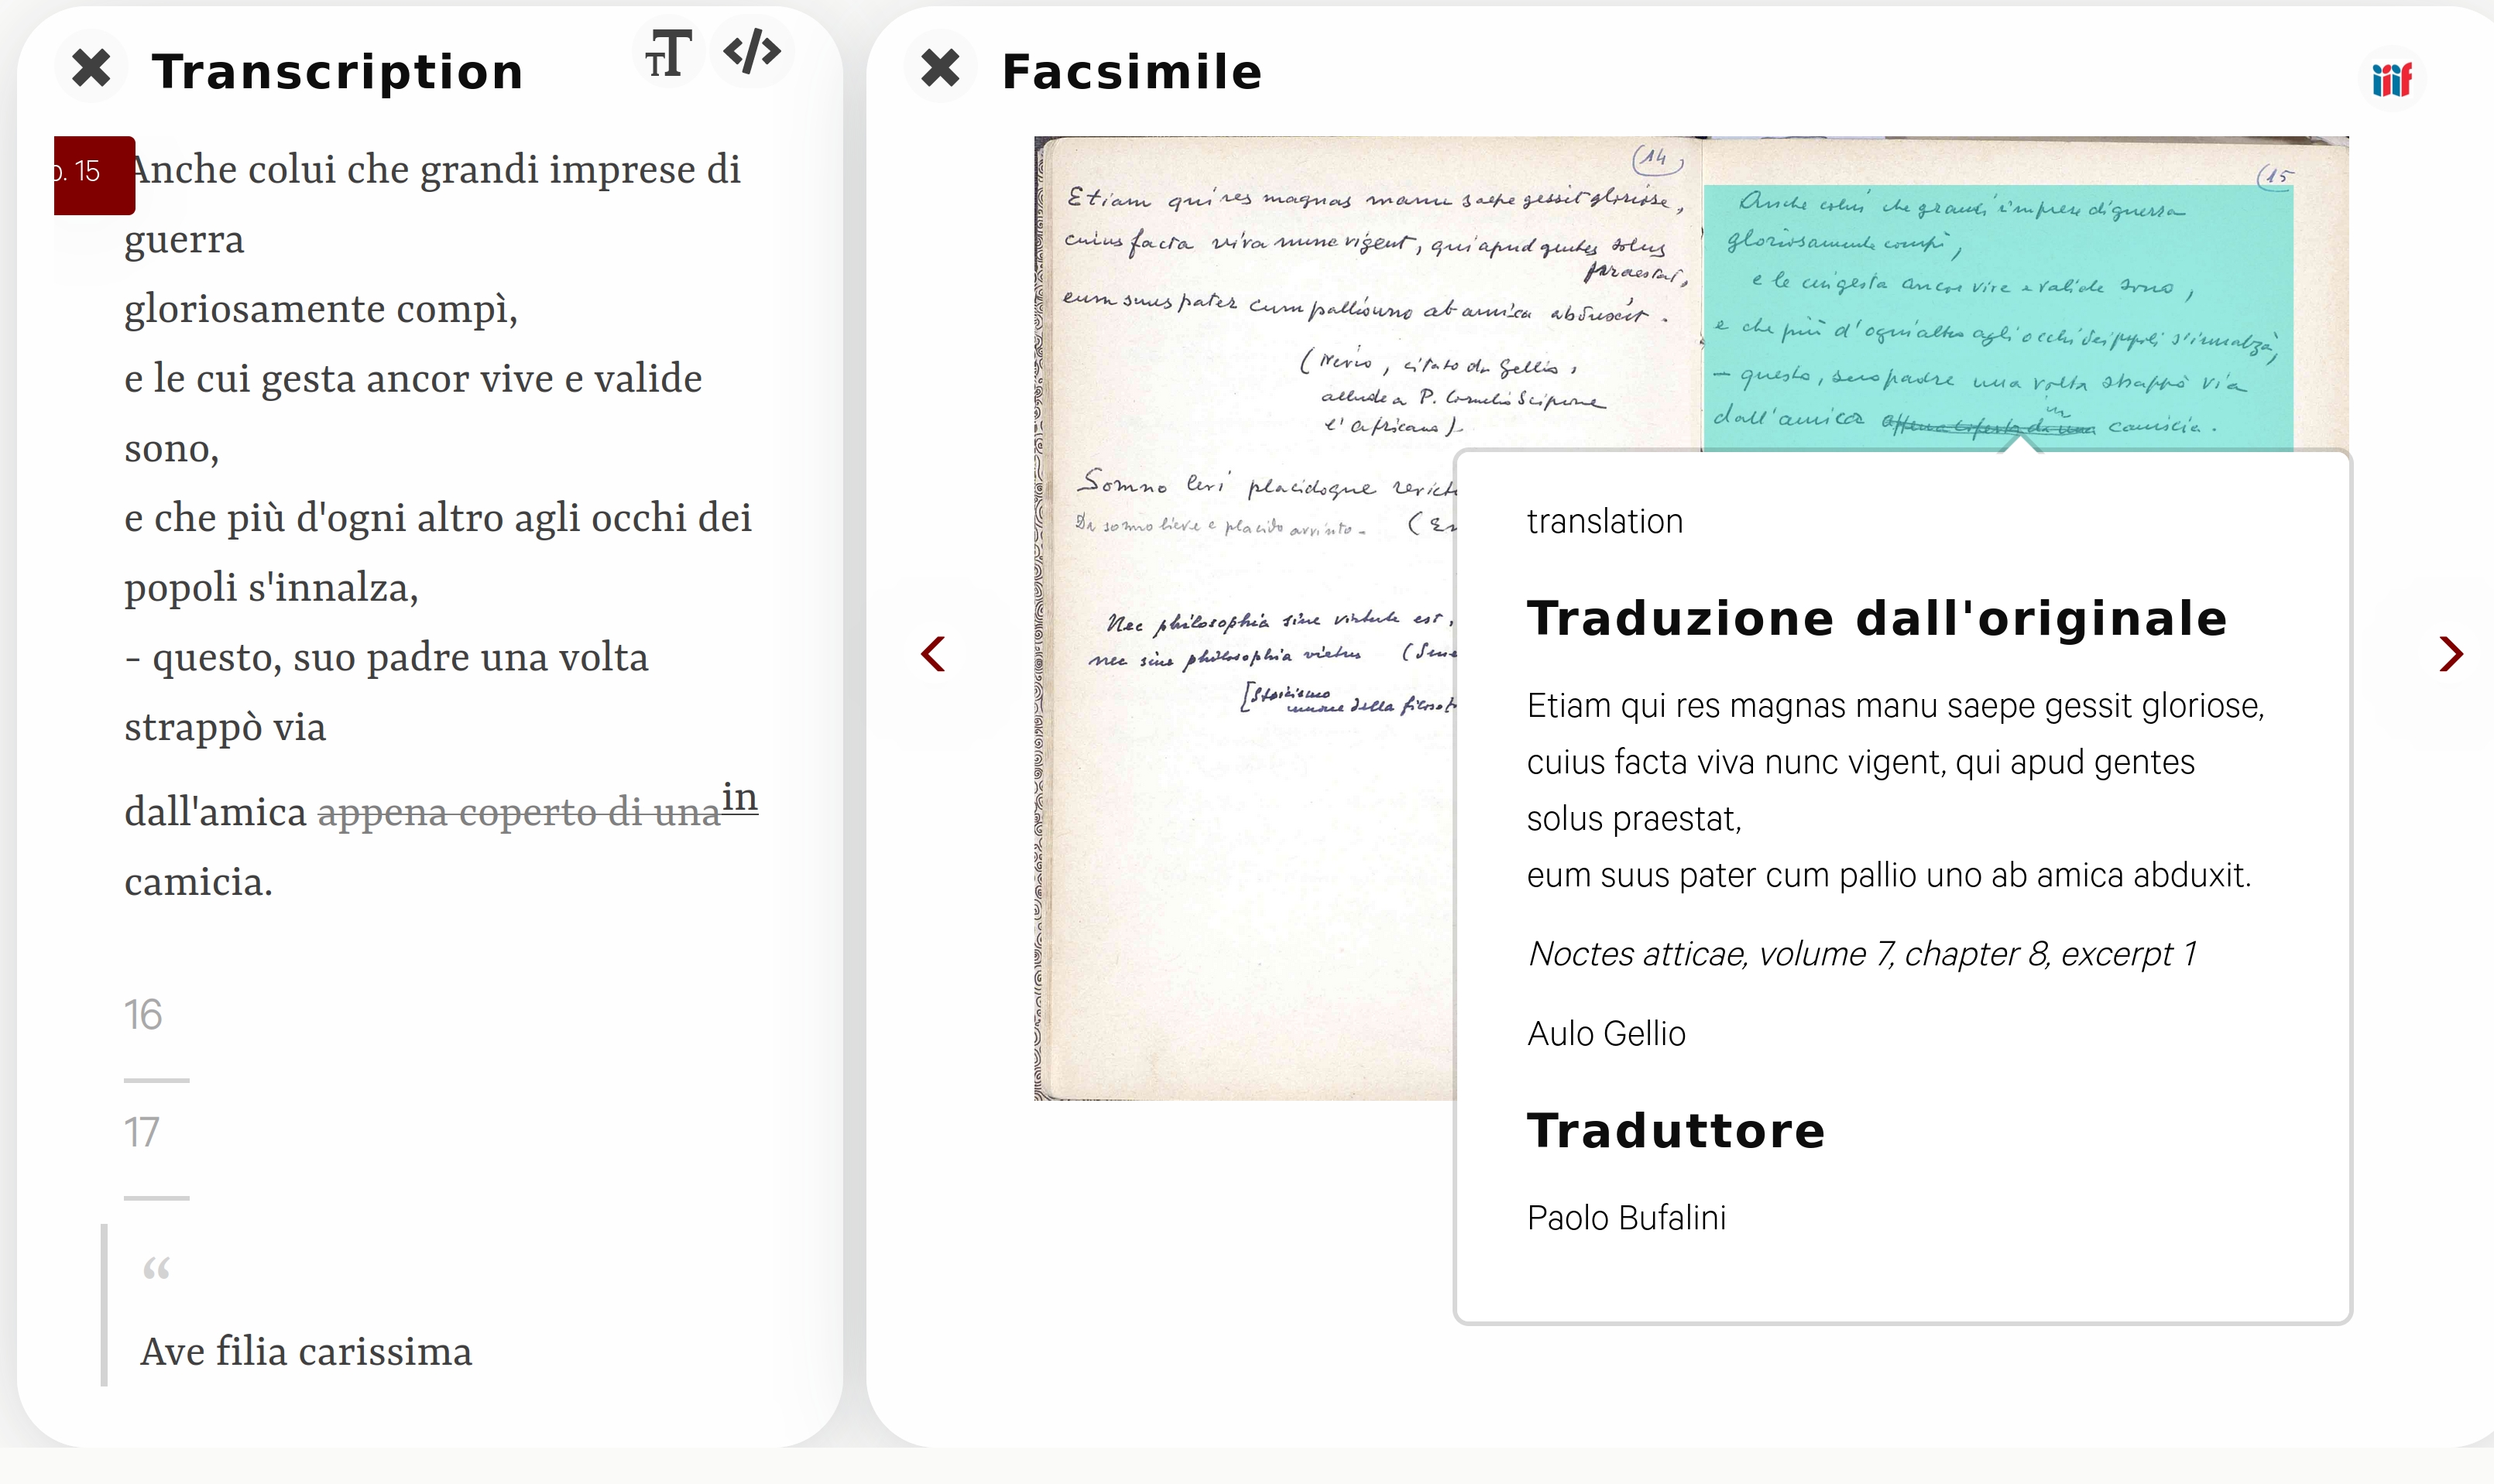 Transcription
p. 15
Anche colui che grandi imprese di
guerra
gloriosamente compì,
e le cui gesta ancor vive e valide
sono,
e che più d'ogni altro agli occhi dei
popoli s'innalza,
- questo, suo padre una volta
strappò via
dall'amica appena coperto di una in
camicia.
16
17
“
Ave filia carissima
Facsimile
iiif
14
Etiam qui res magnas manu saepe gessit gloriose,
cuius facta viva nunc vigent, qui apud gentes solus
praestat,
eum suus pater cum pallio uno ab amica abduxit.
(Nevio, citato da Gellio,
allude a P. Cornelio Scipione
l'Africano).
Somno levi placidoque
Da sonno lieve e placido avvinto.
Nec philosophia sine virtute est,
nec sine philosophia virtus
[Stoicismo
unione della
15
Anche colui che grandi imprese di guerra
gloriosamente compì,
e le cui gesta ancor vive e valide sono,
e che più d'ogni altro agli occhi dei popoli s'innalza,
- questo, suo padre una volta strappò via
in
dall'amica appena coperto di una camicia.
translation
Traduzione dall'originale
Etiam qui res magnas manu saepe gessit gloriose,
cuius facta viva nunc vigent, qui apud gentes
solus praestat,
eum suus pater cum pallio uno ab amica abduxit.
Noctes atticae, volume 7, chapter 8, excerpt 1
Aulo Gellio
Traduttore
Paolo Bufalini